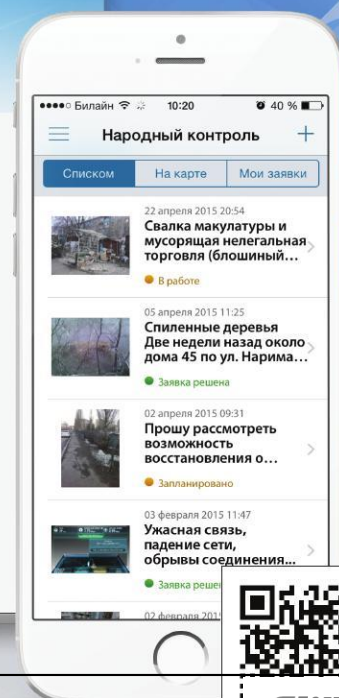 Билайн 10:20 40 %
Народный контроль +
Списком На карте Мои заявки
22 апреля 2015 20:54
Свалка макулатуры и
мусорящая нелегальная
торговля (блошиный...
В работе
05 апреля 2015 11:25
Спиленные деревья
Две недели назад около
дома 45 по ул. Нарима...
Заявка решена
02 апреля 2015 09:31
Прошу рассмотреть
возможность
восстановления о...
Запланировано
03 февраля 2015 11:47
Ужасная связь,
падение сети,
обрывы соединения...
Заявка реше
02 февраля 201